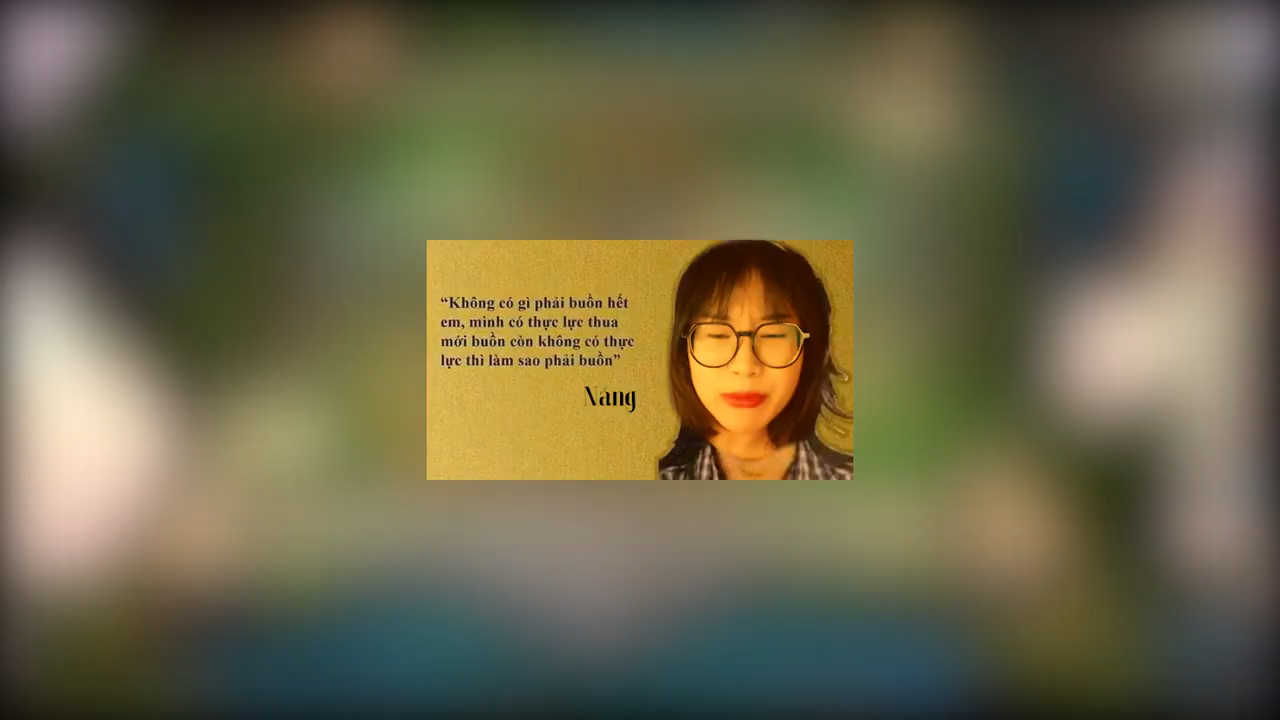 “Không có gì phải buồn hết
em, mình có thực lực thua
mới buồn còn không có thực
lực thì làm sao phải buồn”
Nàng